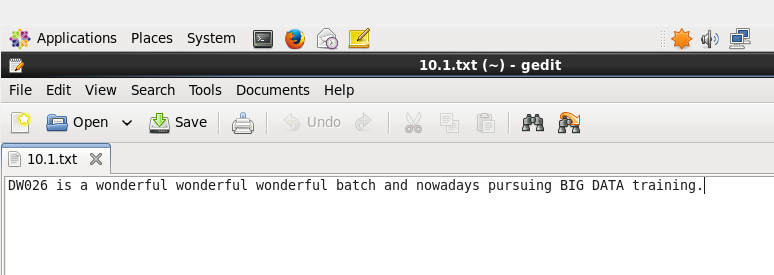 Applications Places System
10.1.txt (~) - gedit
File Edit View Search Tools Documents Help
Open Save Undo
10.1.txt
DW026 is a wonderful wonderful wonderful batch and nowadays pursuing BIG DATA training.